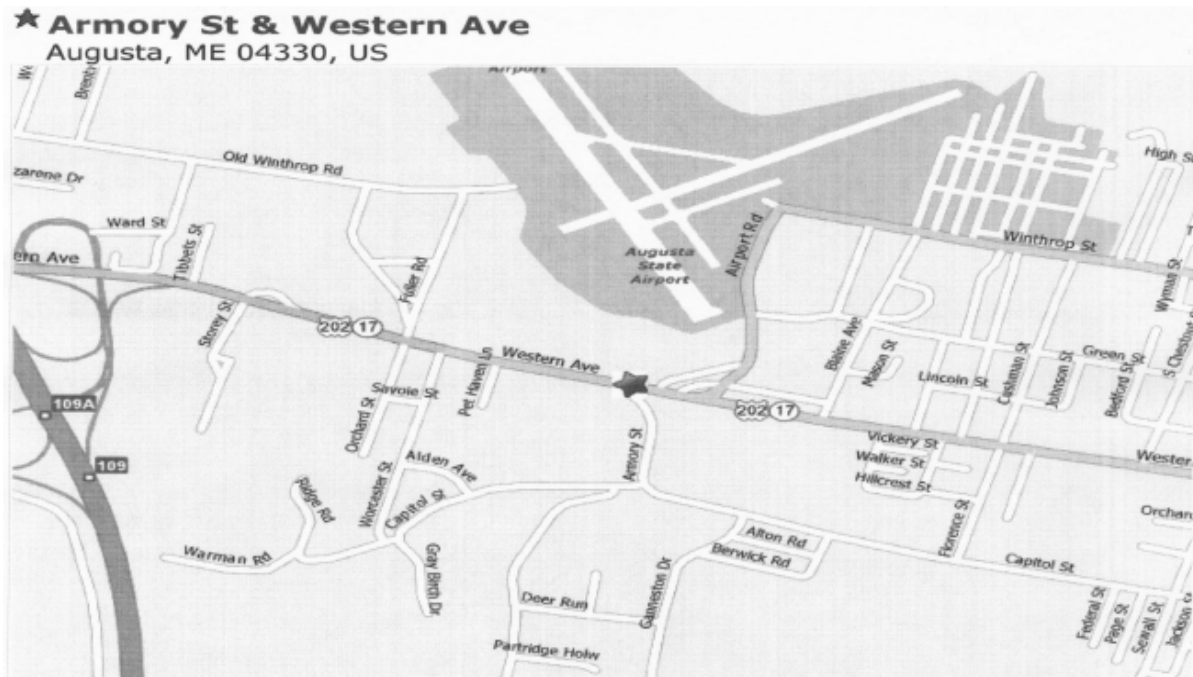 Armory St & Western Ave
Augusta, ME 04330, US
Airport
Old Winthrop Rd
High
Ward St
Tibbets St
Airport Rd
Winthrop St
Augusta
State
Airport
Fuller Rd
Wyman St
Storey St
202
17
Western Ave
Pet Haven Ln
Blaine Ave
Mason St
Green St
Cushman St
Johnson St
Bedford St
Lincoln St
Savoie St
Orchard St
109A
202
17
Vickery St
Walker St
Hillcrest St
Western
109
Armory St
Alden Ave
Worcester St
Capitol St
Ridge Rd
Florence St
Warman Rd
Gray Birch Dr
Alton Rd
Berwick Rd
Capitol St
Ganneston Dr
Deer Run
Partridge Holw
Federal St
Page St
Sewall St
Jackson St